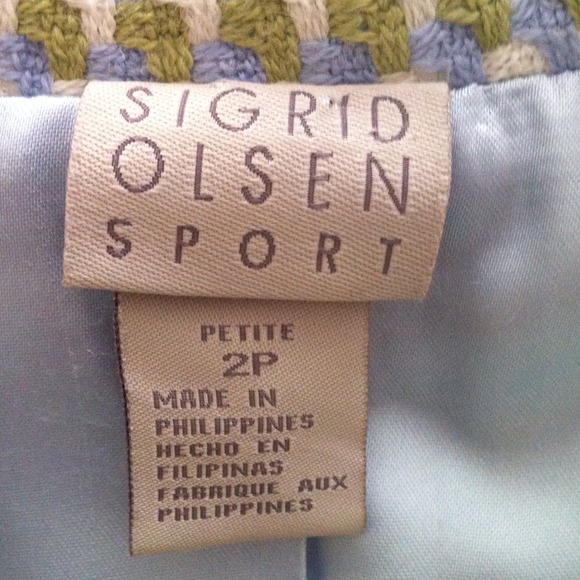 SIGRID
OLSEN
SPORT
PETITE
2P
MADE IN
PHILIPPINES
HECHO EN
FILIPINAS
FABRIQUE AUX
PHILIPPINES